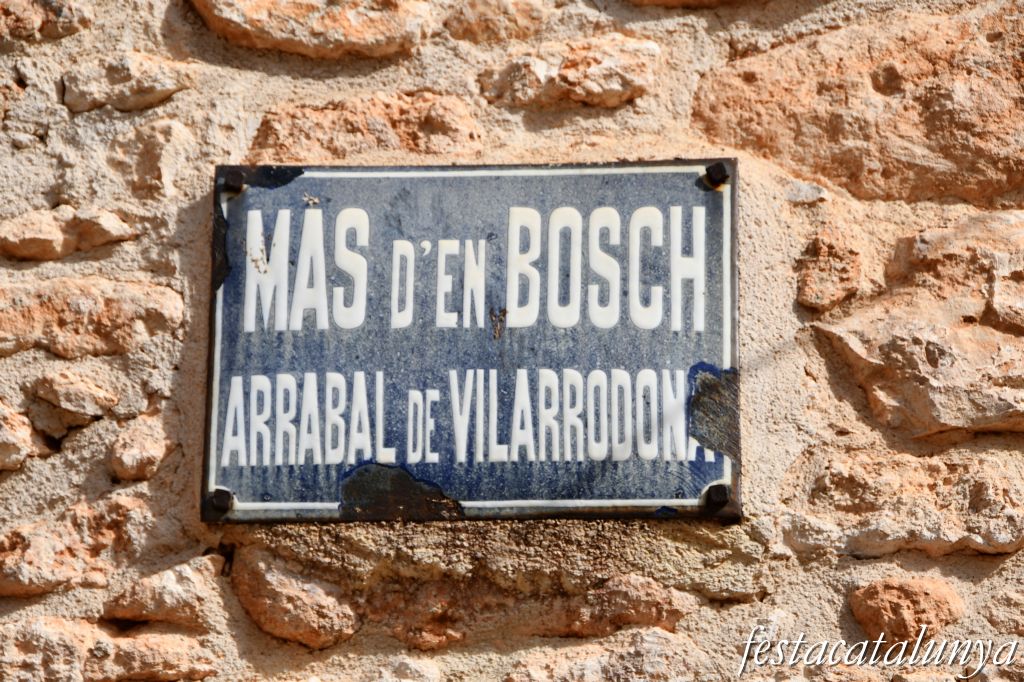 MAS D'EN BOSCH
ARRABAL DE VILARRODONA
festacatalunya